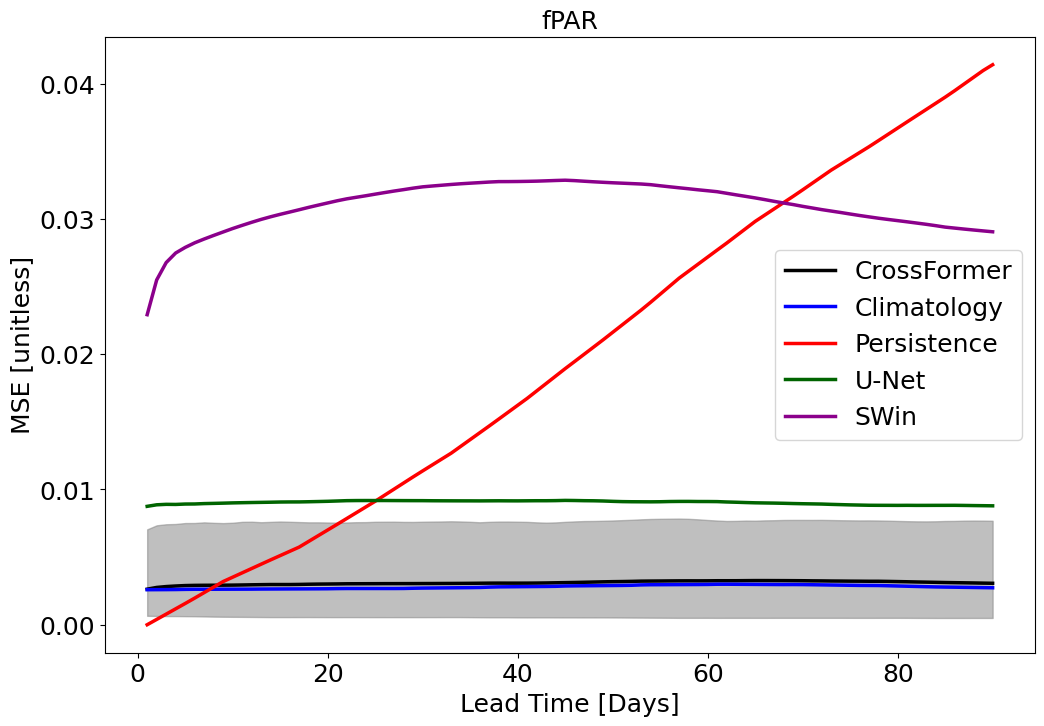 fPAR
MSE [unitless]
0.04
0.03
0.02
0.01
0.00
CrossFormer
Climatology
Persistence
U-Net
SWin
0
20
40
60
80
Lead Time [Days]